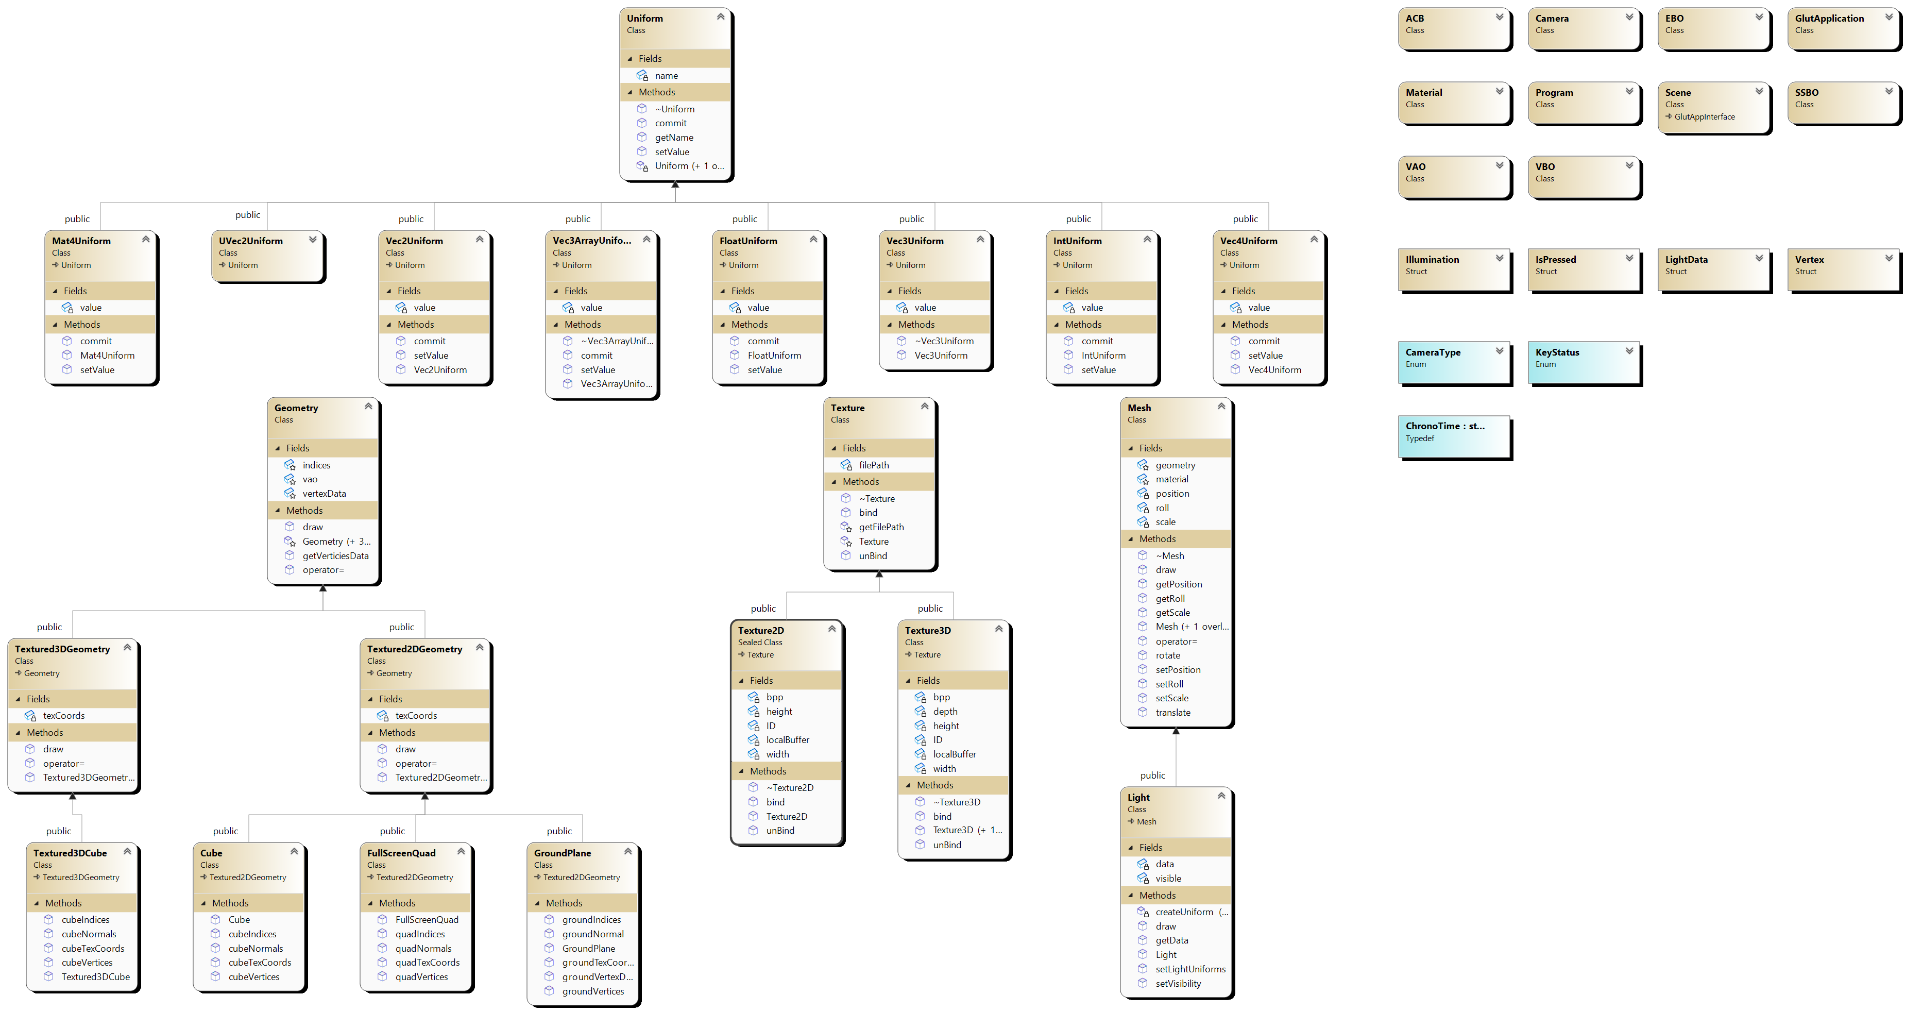 Uniform
Class
Fields
name
Methods
~Uniform
commit
getName
setValue
Uniform (+ 1 o...
public
public
public
public
public
public
public
public
Mat4Uniform
Class
Uniform
Fields
value
Methods
commit
Mat4Uniform
setValue
UVec2Uniform
Class
Uniform
Vec2Uniform
Class
Uniform
Fields
value
Methods
commit
setValue
Vec2Uniform
Vec3ArrayUnifo...
Class
Uniform
Fields
value
Methods
~Vec3ArrayUnif...
commit
setValue
Vec3ArrayUnifo...
FloatUniform
Class
Uniform
Fields
value
Methods
commit
FloatUniform
setValue
Vec3Uniform
Class
Uniform
Fields
value
Methods
~Vec3Uniform
Vec3Uniform
IntUniform
Class
Uniform
Fields
value
Methods
commit
IntUniform
setValue
Vec4Uniform
Class
Uniform
Fields
value
Methods
commit
setValue
Vec4Uniform
Geometry
Class
Fields
indices
vao
vertexData
Methods
draw
Geometry (+ 3...
getVerticiesData
operator=
public
public
Textured3DGeometry
Class
Geometry
Fields
texCoords
Methods
draw
operator=
Textured3DGeometr...
Textured2DGeometry
Class
Geometry
Fields
texCoords
Methods
draw
operator=
Textured2DGeometr...
public
public
public
public
Textured3DCube
Class
Textured3DGeometry
Methods
cubeIndices
cubeNormals
cubeTexCoords
cubeVertices
Textured3DCube
Cube
Class
Textured2DGeometry
Methods
Cube
cubeIndices
cubeNormals
cubeTexCoords
cubeVertices
FullScreenQuad
Class
Textured2DGeometry
Methods
FullScreenQuad
quadIndices
quadNormals
quadTexCoords
quadVertices
GroundPlane
Class
Textured2DGeometry
Methods
groundIndices
groundNormal
GroundPlane
groundTexCoor...
groundVertexD...
groundVertices
Texture
Class
Fields
filePath
Methods
~Texture
bind
getFilePath
Texture
unBind
public
public
Texture2D
Sealed Class
Texture
Fields
bpp
height
ID
localBuffer
width
Methods
~Texture2D
bind
Texture2D
unBind
Texture3D
Class
Texture
Fields
bpp
depth
height
ID
localBuffer
width
Methods
~Texture3D
bind
Texture3D (+ 1...
unBind
Mesh
Class
Fields
geometry
material
position
roll
scale
Methods
~Mesh
draw
getPosition
getRoll
getScale
Mesh (+ 1 overl...
operator=
rotate
setPosition
setRoll
setScale
translate
public
Light
Class
Mesh
Fields
data
visible
Methods
createUniform (...
draw
getData
Light
setLightUniforms
setVisibility
ACB
Class
Camera
Class
EBO
Class
GlutApplication
Class
Material
Class
Program
Class
Scene
Class
GlutAppInterface
SSBO
Class
VAO
Class
VBO
Class
Illumination
Struct
IsPressed
Struct
LightData
Struct
Vertex
Struct
CameraType
Enum
KeyStatus
Enum
ChronoTime : st...
Typedef